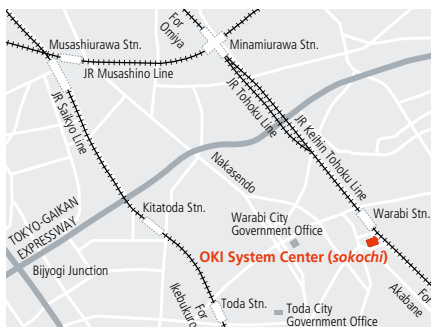 For
Omiya
Musashiurawa Stn.
Minamiurawa Stn.
JR Musashino Line
JR Saikyo Line
JR Tohoku Line
JR Keihin Tohoku Line
Nakasendo
Kitatoda Stn.
Warabi Stn.
Warabi City
Government Office
TOKYO-GAIKAN
EXPRESSWAY
OKI System Center (sokochi)
Bijyogi Junction
For
Ikebukuro
Toda Stn.
Toda City
Government Office
For
Akabane